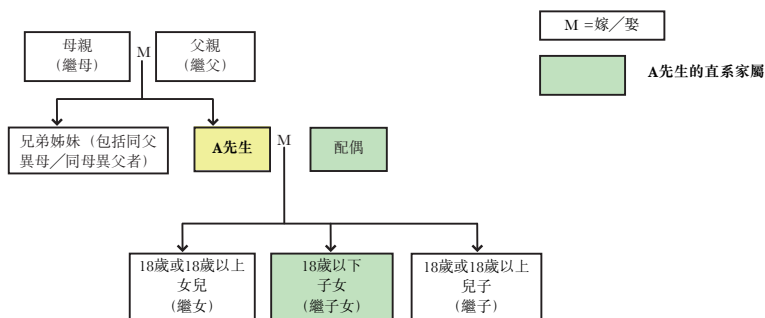 M =嫁／娶
A先生的直系家屬
母親
（繼母）
M
父親
（繼父）
兄弟姊妹（包括同父
異母／同母異父者）
A先生
M
配偶
18歲或18歲以上
女兒
（繼女）
18歲以下
子女
（繼子女）
18歲或18歲以上
兒子
（繼子）